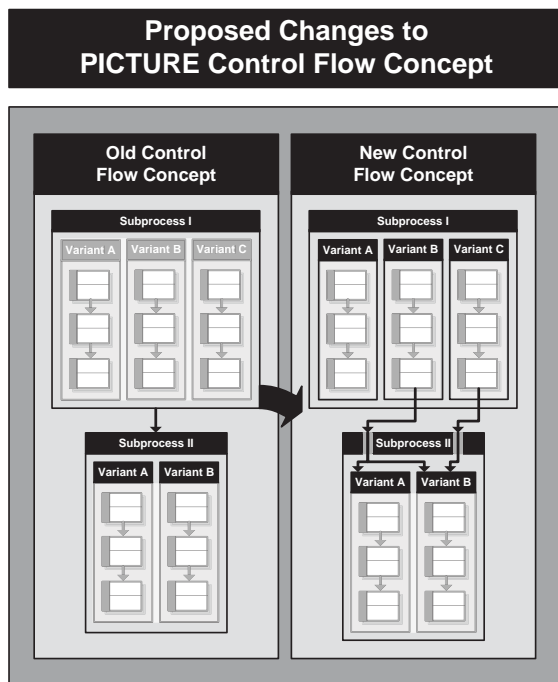 Proposed Changes to
PICTURE Control Flow Concept
Old Control
Flow Concept
Subprocess I
Variant A
Variant B
Variant C
Subprocess II
Variant A
Variant B
New Control
Flow Concept
Subprocess I
Variant A
Variant B
Variant C
Subprocess II
Variant A
Variant B